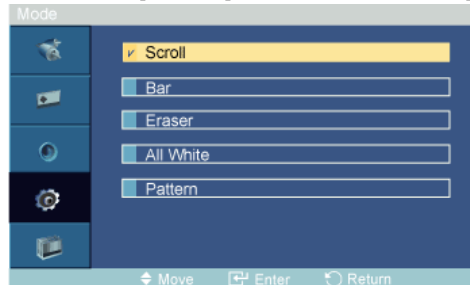 Mode
Scroll
Bar
Eraser
All White
Pattern
Move Enter Return